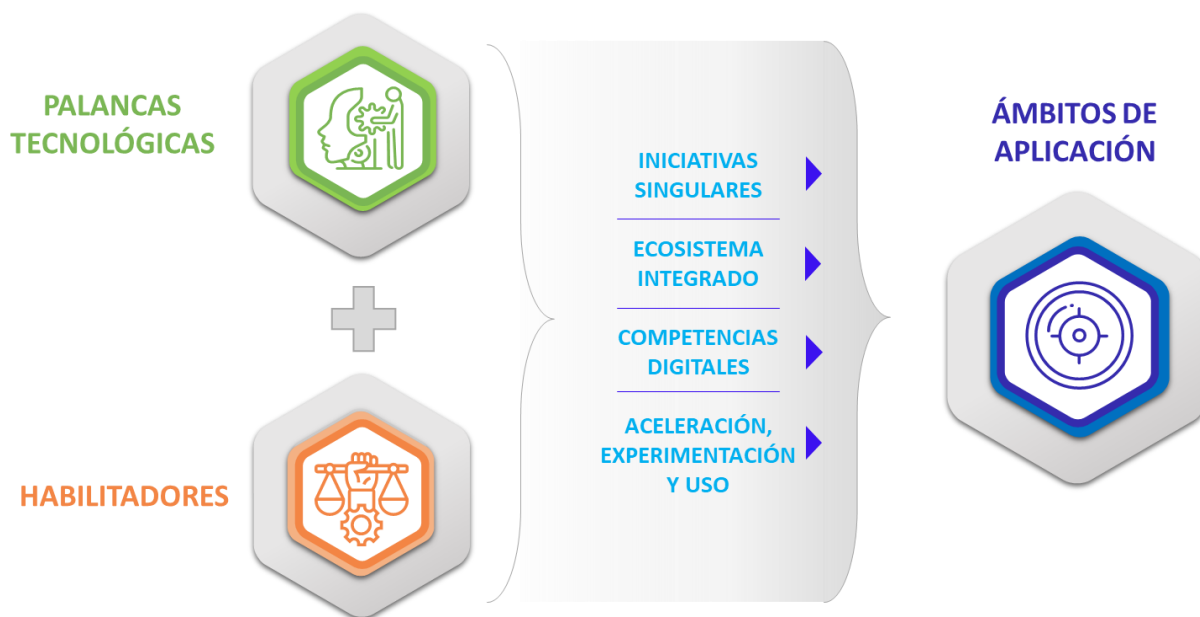 PALANCAS
TECNOLÓGICAS
HABILITADORES
INICIATIVAS
SINGULARES
ECOSISTEMA
INTEGRADO
COMPETENCIAS
DIGITALES
ACELERACIÓN,
EXPERIMENTACIÓN
Y USO
ÁMBITOS DE
APLICACIÓN